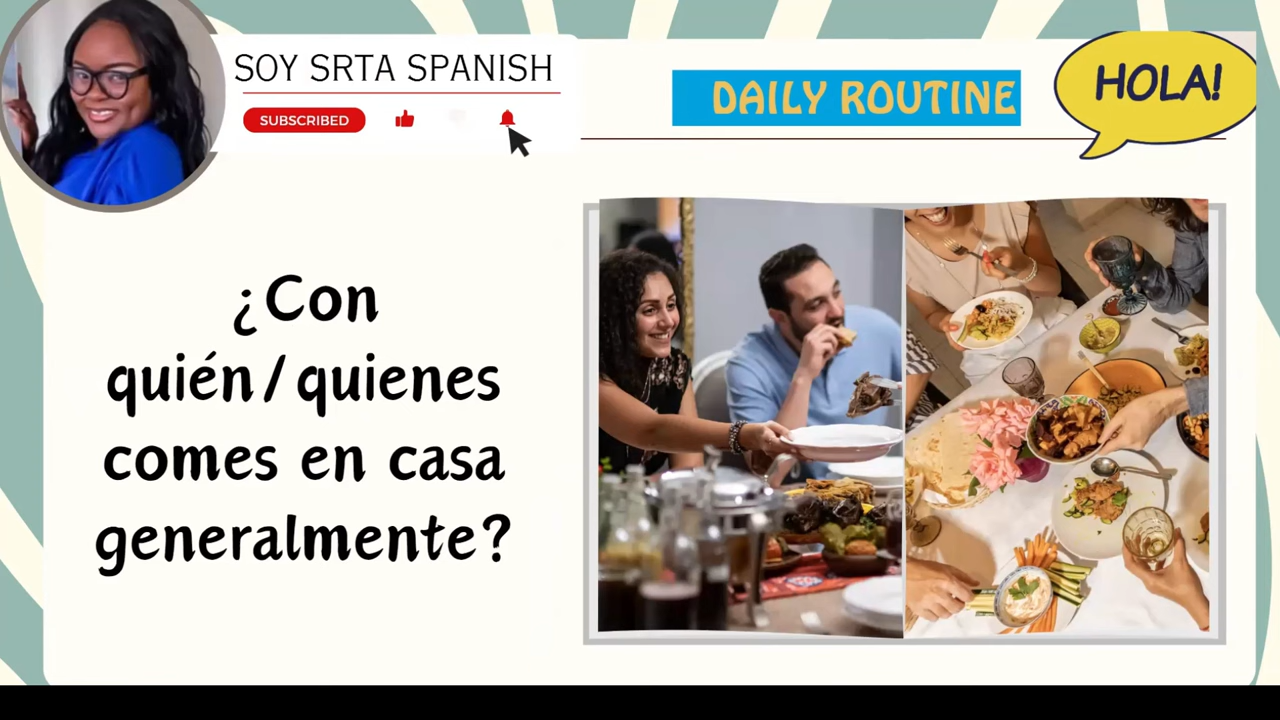 SOY SRTA SPANISH
SUBSCRIBED
DAILY ROUTINE
HOLA!
¿Con
quién/quienes
comes en casa
generalmente?